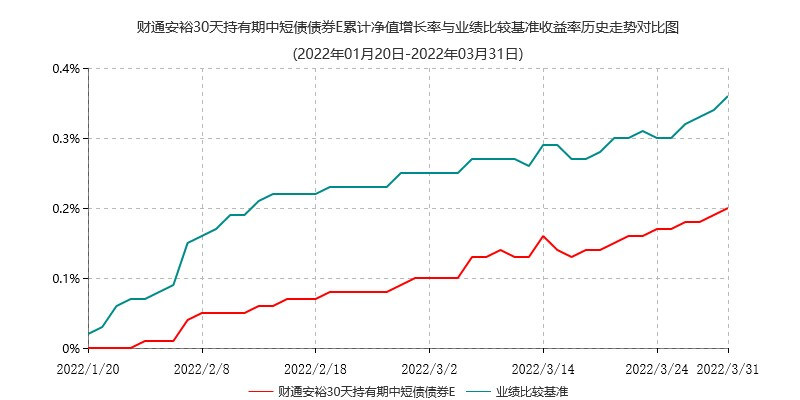 财通安裕30天持有期中短债债券E累计净值增长率与业绩比较基准收益率历史走势对比图
(2022年01月20日-2022年03月31日)
0.4%
0.3%
0.2%
0.1%
0%
2022/1/20 2022/2/8 2022/2/18 2022/3/2 2022/3/14 2022/3/24 2022/3/31
财通安裕30天持有期中短债债券E 业绩比较基准